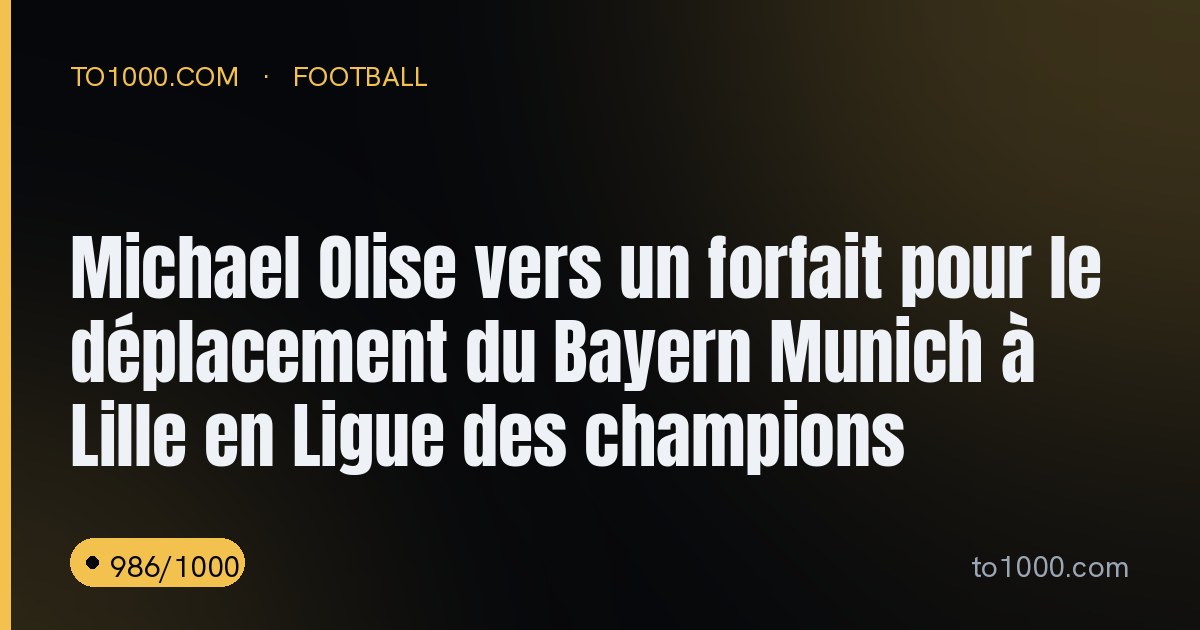 TO1000.COM · FOOTBALL
Michael Olise vers un forfait pour le
déplacement du Bayern Munich à
Lille en Ligue des champions
986/1000
to1000.com